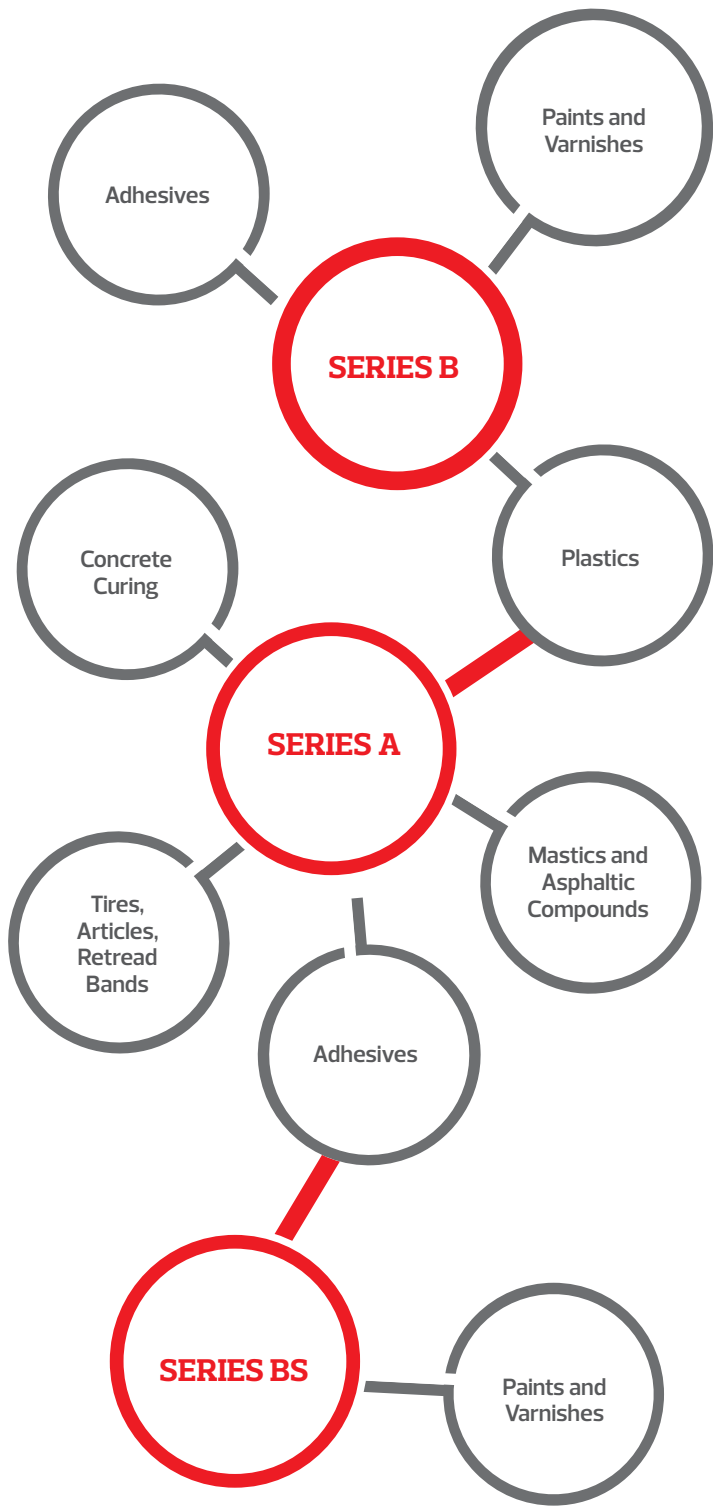 Paints and
Varnishes
Adhesives
SERIES B
Concrete
Curing
Plastics
SERIES A
Mastics and
Asphaltic
Compounds
Tires,
Articles,
Retread
Bands
Adhesives
SERIES BS
Paints and
Varnishes